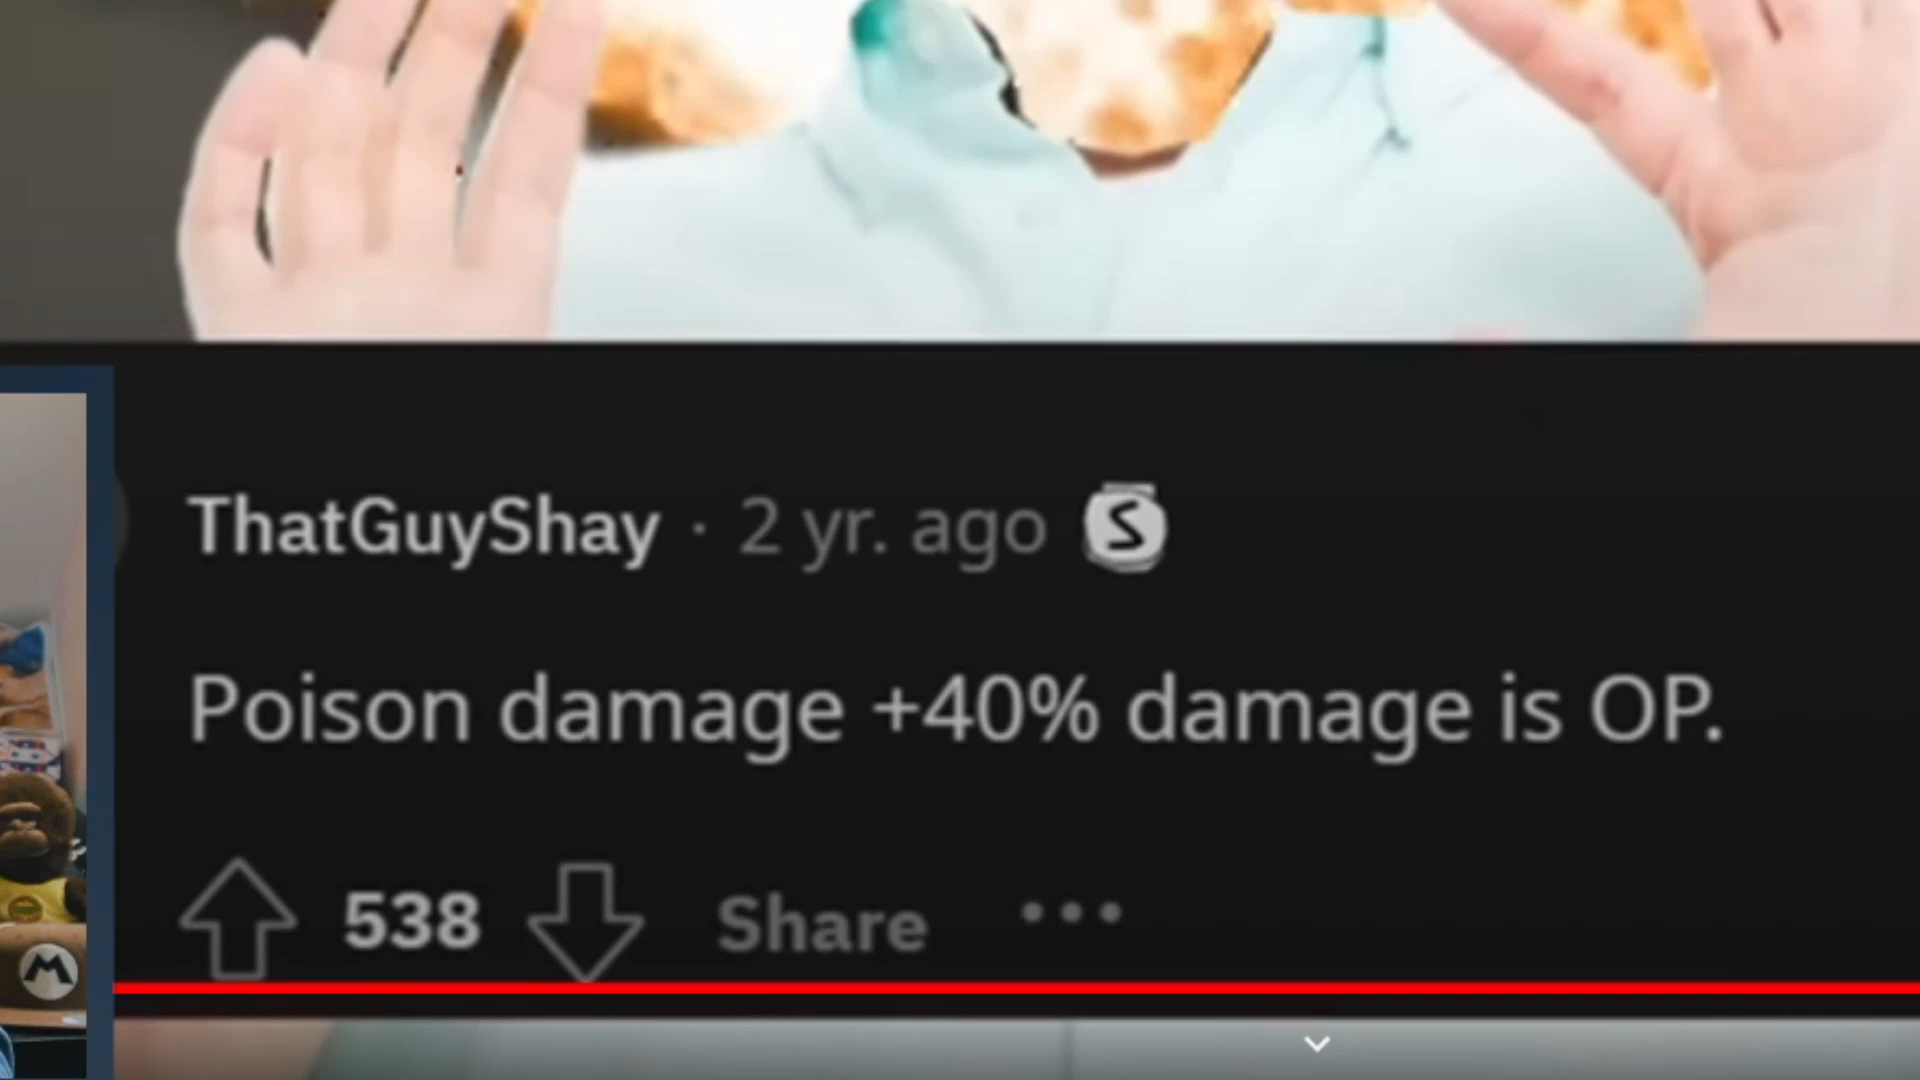 ThatGuyShay · 2 yr. ago S
Poison damage +40% damage is OP.
538 Share •••
M